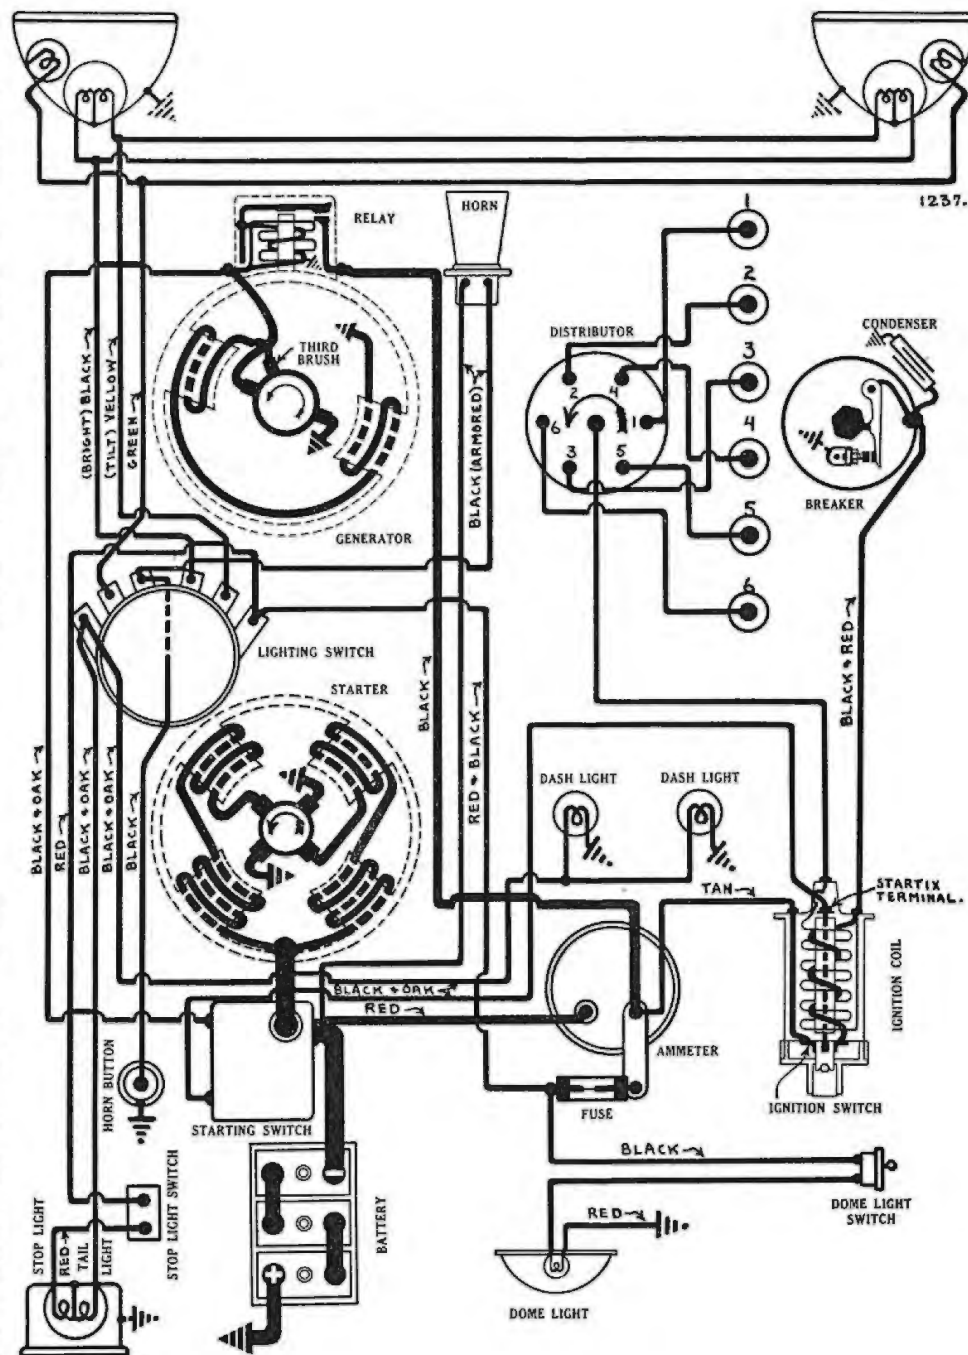 1237.
RELAY
HORN
1
2
3
4
5
6
DISTRIBUTOR
2
4
6
1
3
5
CONDENSER
BREAKER
THIRD
BRUSH
GENERATOR
(BRIGHT) BLACK
(TILT) YELLOW
GREEN
BLACK (ARMORED)
LIGHTING SWITCH
STARTER
BLACK & OAK
RED
BLACK & OAK
BLACK & OAK
BLACK
BLACK
RED & BLACK
BLACK & RED
DASH LIGHT
DASH LIGHT
TAN
STARTIX
TERMINAL.
IGNITION COIL
BLACK & OAK
RED
AMMETER
IGNITION SWITCH
FUSE
HORN BUTTON
STARTING SWITCH
BLACK
DOME LIGHT
SWITCH
RED
DOME LIGHT
BATTERY
STOP LIGHT SWITCH
STOP LIGHT
RED
TAIL
LIGHT